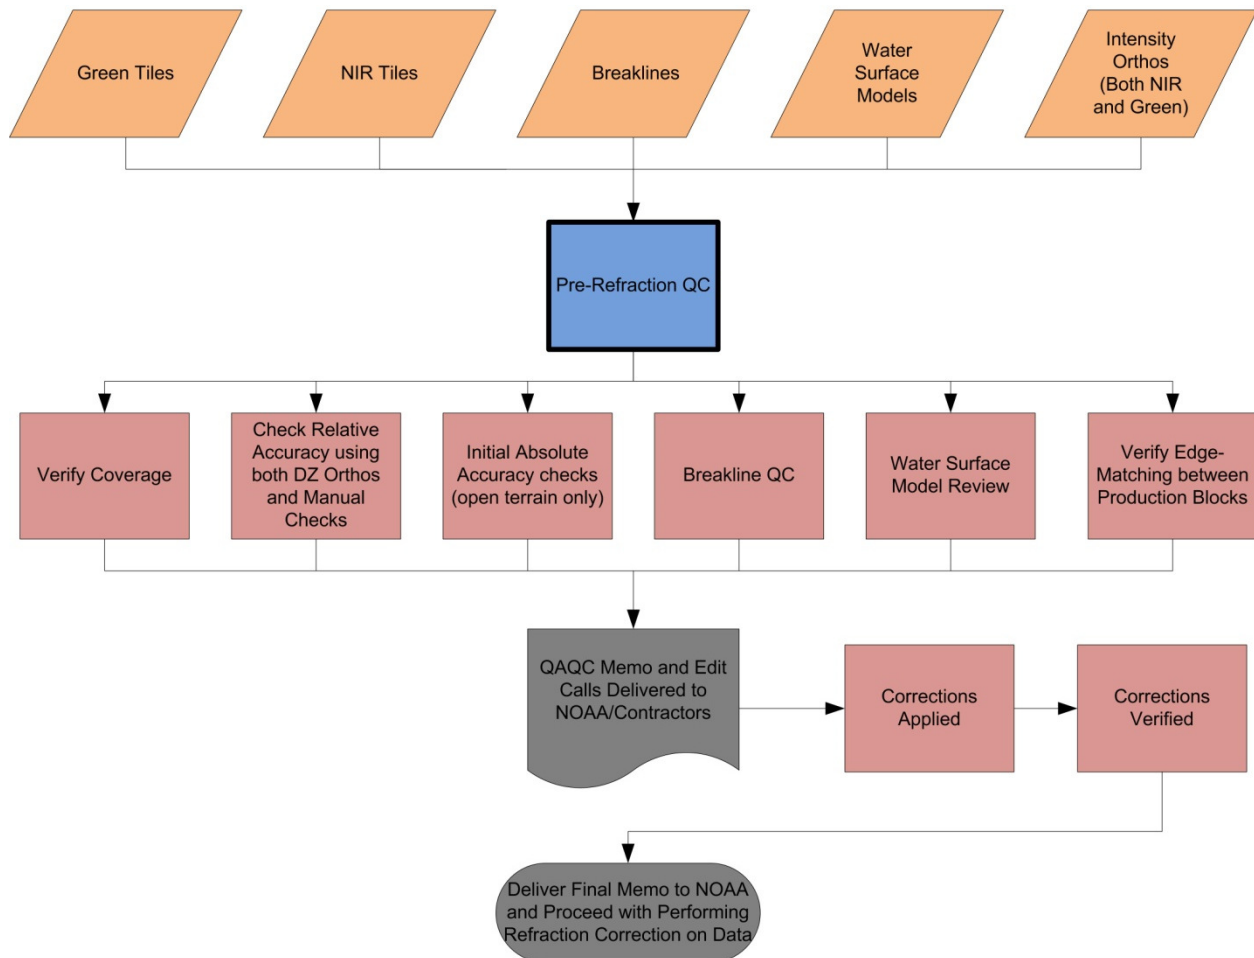 Green Tiles
NIR Tiles
Breaklines
Water
Surface
Models
Intensity
Orthos
(Both NIR
and Green)
Pre-Refraction QC
Verify Coverage
Check Relative
Accuracy using
both DZ Orthos
and Manual
Checks
Initial Absolute
Accuracy checks
(open terrain only)
Breakline QC
Water Surface
Model Review
Verify Edge-
Matching between
Production Blocks
QAQC Memo and Edit
Calls Delivered to
NOAA/Contractors
Corrections
Applied
Corrections
Verified
Deliver Final Memo to NOAA
and Proceed with Performing
Refraction Correction on Data